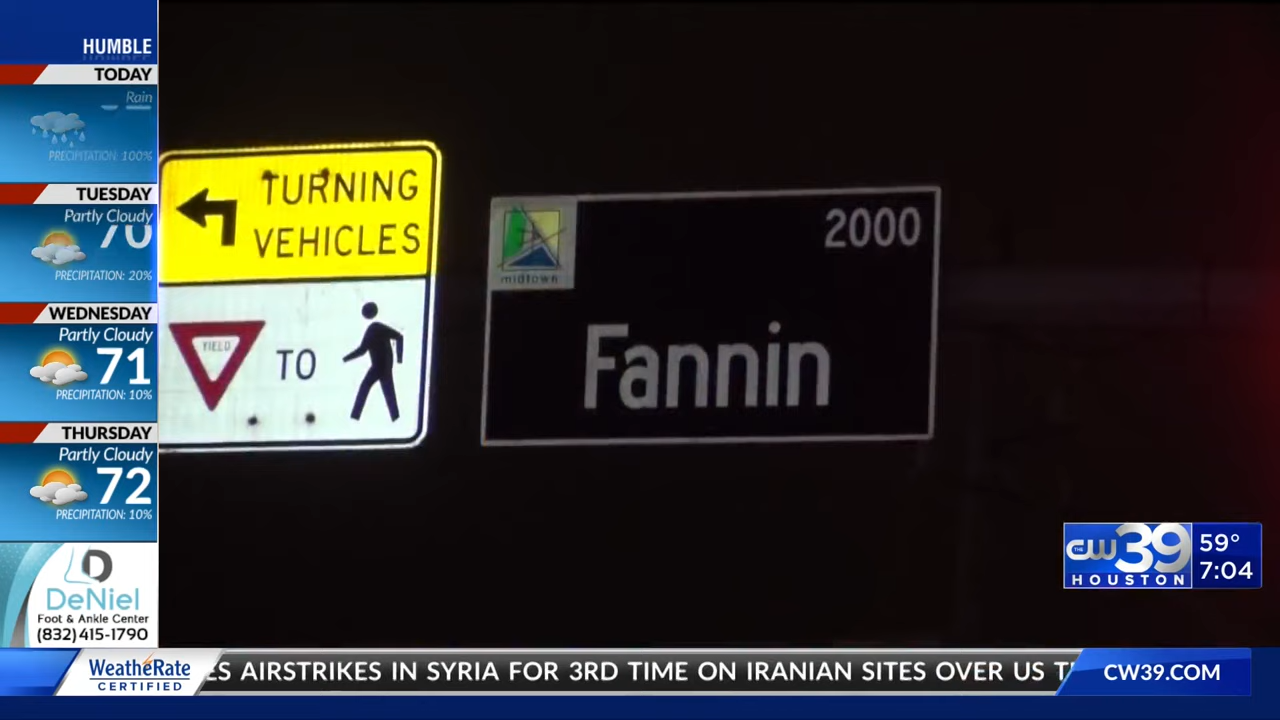 HUMBLE
TODAY
Rain
PRECIPITATION: 100%
TUESDAY
Partly Cloudy
70
PRECIPITATION: 20%
WEDNESDAY
Partly Cloudy
71
PRECIPITATION: 10%
THURSDAY
Partly Cloudy
72
PRECIPITATION: 10%
D
DeNiel
Foot & Ankle Center
(832)415-1790
TURNING
VEHICLES
YIELD
TO
midtown
2000
Fannin
THE CW 39
HOUSTON
59°
7:04
WeatheRate
CERTIFIED
ES AIRSTRIKES IN SYRIA FOR 3RD TIME ON IRANIAN SITES OVER US T
CW39.COM